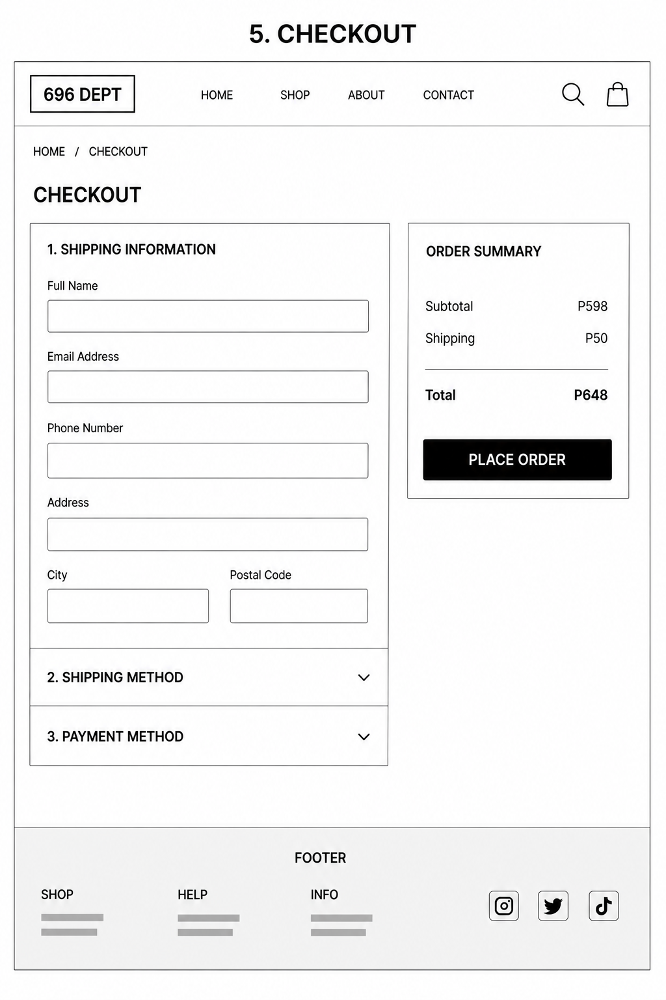 5. CHECKOUT
696 DEPT
HOME SHOP ABOUT CONTACT
HOME / CHECKOUT
CHECKOUT
1. SHIPPING INFORMATION
Full Name
Email Address
Phone Number
Address
City Postal Code
2. SHIPPING METHOD
3. PAYMENT METHOD
ORDER SUMMARY
Subtotal P598
Shipping P50
Total P648
PLACE ORDER
FOOTER
SHOP HELP INFO